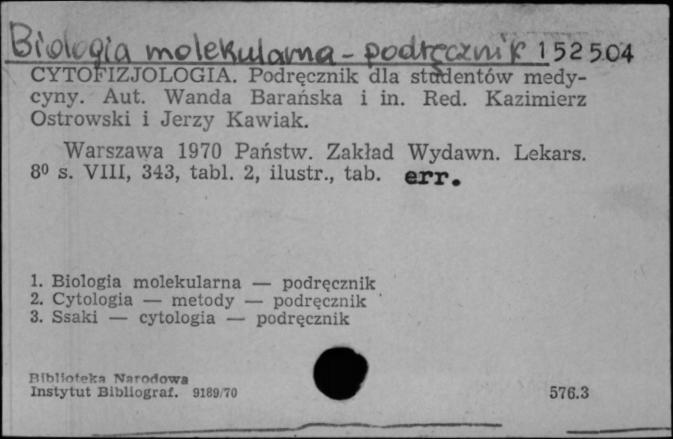 Biologia molekularna - podręcznik 152504
CYTOFIZJOLOGIA. Podręcznik dla studentów medy-
cyny. Aut. Wanda Barańska i in. Red. Kazimierz
Ostrowski i Jerzy Kawiak.
Warszawa 1970 Państw. Zakład Wydawn. Lekars.
8⁰ s. VIII, 343, tabl. 2, ilustr., tab. err.
1. Biologia molekularna — podręcznik
2. Cytologia — metody — podręcznik
3. Ssaki — cytologia — podręcznik
Biblioteka Narodowa
Instytut Bibliograf. 9189/70 576.3